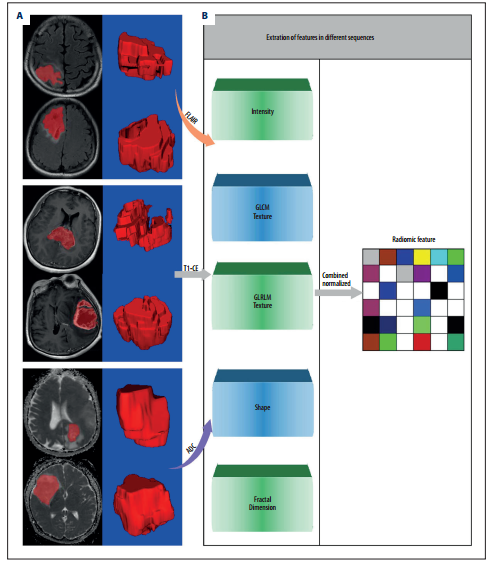 A
B
Extration of features in different sequences
FLAIR
Intensity
GLCM
Texture
T1-CE
GLRLM
Texture
Combined
normalized
Radiomic feature
ADC
Shape
Fractal
Dimension